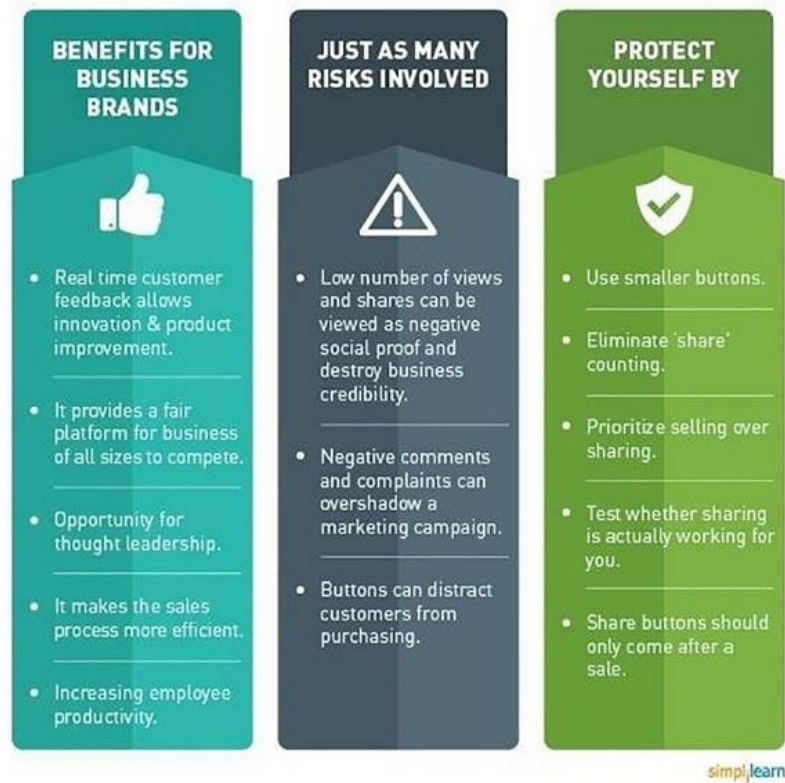 BENEFITS FOR
BUSINESS
BRANDS
• Real time customer
feedback allows
innovation & product
improvement.
• It provides a fair
platform for business
of all sizes to compete.
• Opportunity for
thought leadership.
• It makes the sales
process more efficient.
• Increasing employee
productivity.
JUST AS MANY
RISKS INVOLVED
• Low number of views
and shares can be
viewed as negative
social proof and
destroy business
credibility.
• Negative comments
and complaints can
overshadow a
marketing campaign.
• Buttons can distract
customers from
purchasing.
PROTECT
YOURSELF BY
• Use smaller buttons.
• Eliminate 'share'
counting.
• Prioritize selling over
sharing.
• Test whether sharing
is actually working for
you.
• Share buttons should
only come after a
sale.
simplilearn